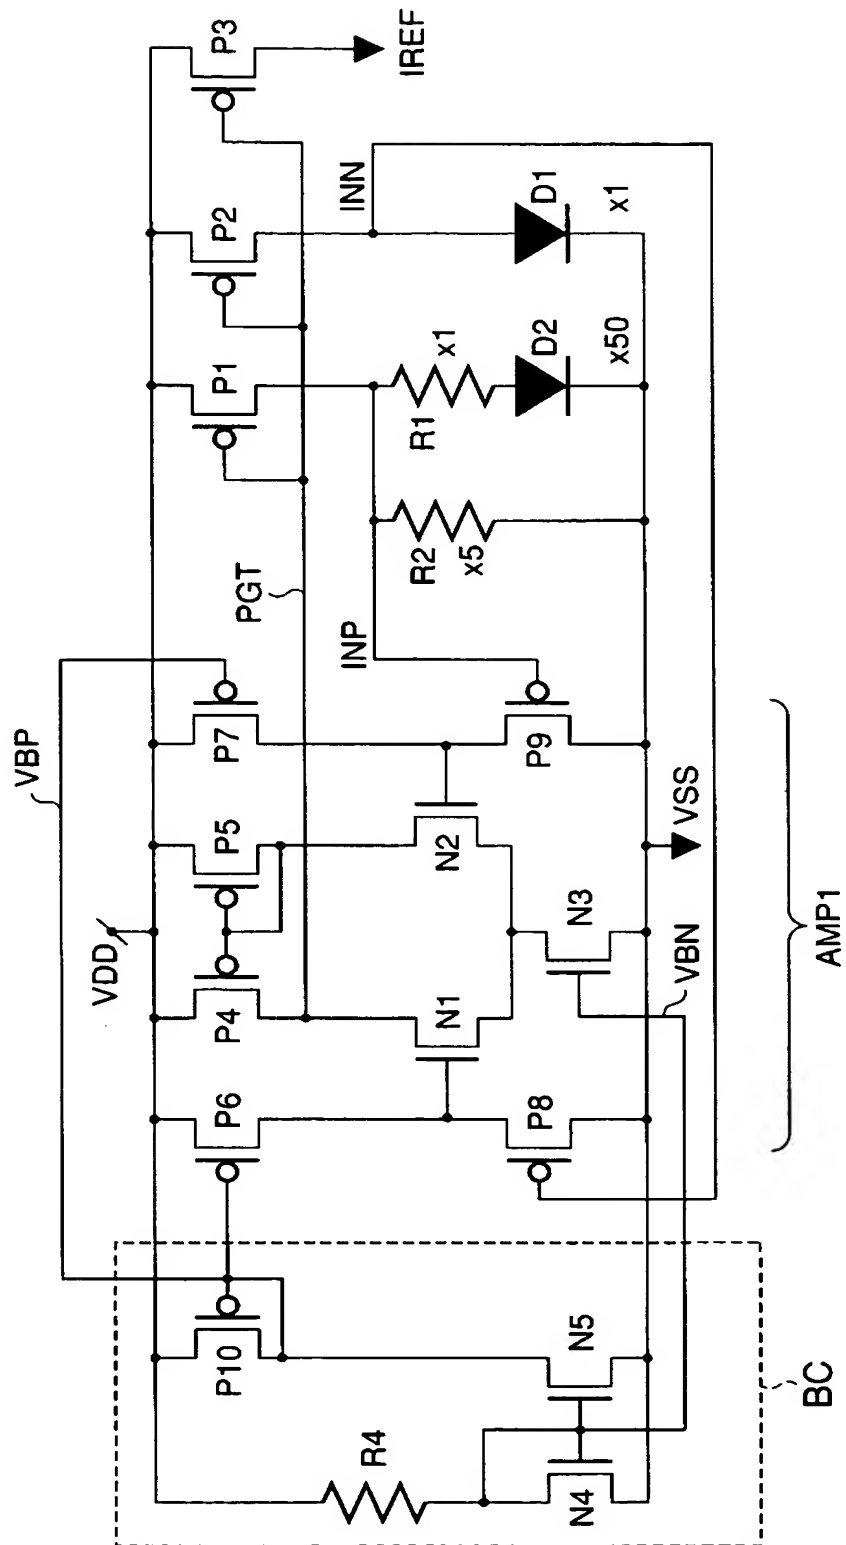 VBP
VDD
P10
P6
P4
P5
P7
P1
P2
P3
PGT
R4
N1
N2
INP
INN
IREF
R2
x5
R1
x1
D2
x50
D1
x1
N4
N5
P8
N3
P9
VBN
VSS
BC
AMP1